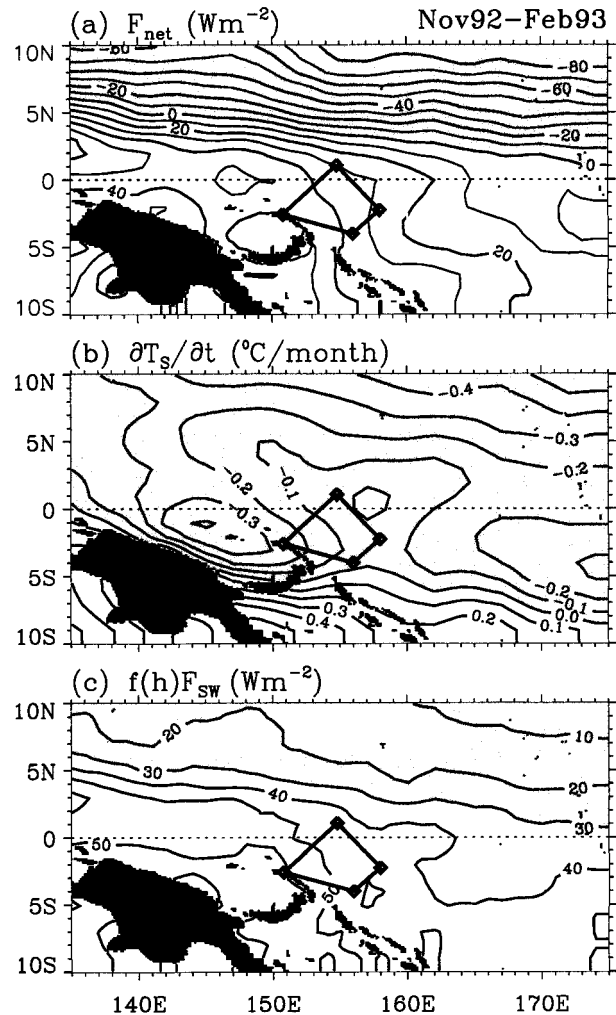 (a) F_net (Wm⁻²) Nov92–Feb93
10N
-60
-80
-60
-20
-40
5N
0
-20
20
0
0
40
5S
20
10S
(b) ∂T_S/∂t (°C/month)
10N
-0.4
-0.3
5N
-0.2
-0.2
-0.1
0
-0.3
5S
-0.2
-0.1
0.3
0.0
0.4
0.2
0.1
10S
(c) f(h)F_SW (Wm⁻²)
10N
20
10
5N
30
20
40
30
0
50
40
5S
50
10S
140E 150E 160E 170E